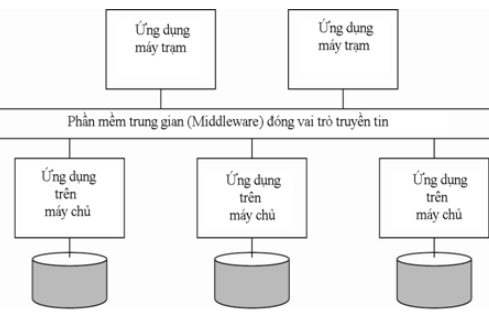 Ứng dụng
máy trạm
Ứng dụng
máy trạm
Phần mềm trung gian (Middleware) đóng vai trò truyền tin
Ứng dụng
trên
máy chủ
Ứng dụng
trên
máy chủ
Ứng dụng
trên
máy chủ